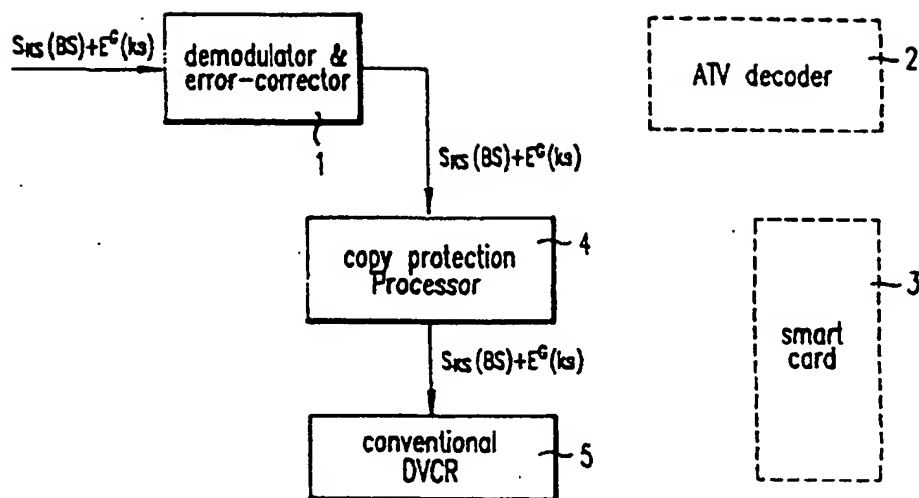 S_KS(BS)+E^G(ks)
demodulator &
error-corrector
1
ATV decoder
2
S_KS(BS)+E^G(ks)
copy protection
Processor
4
smart
card
3
S_KS(BS)+E^G(ks)
conventional
DVCR
5